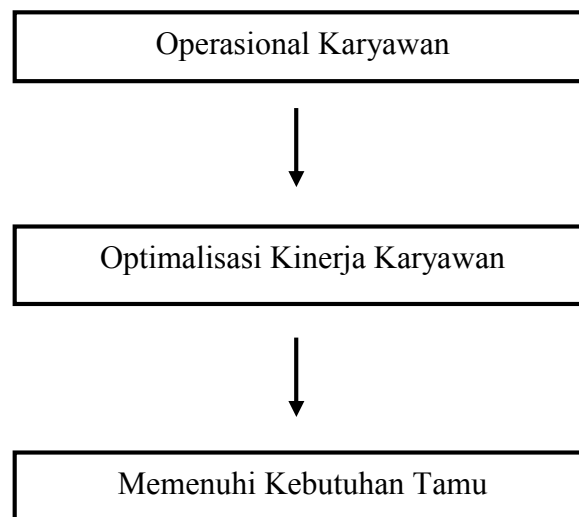 Operasional Karyawan
Optimalisasi Kinerja Karyawan
Memenuhi Kebutuhan Tamu